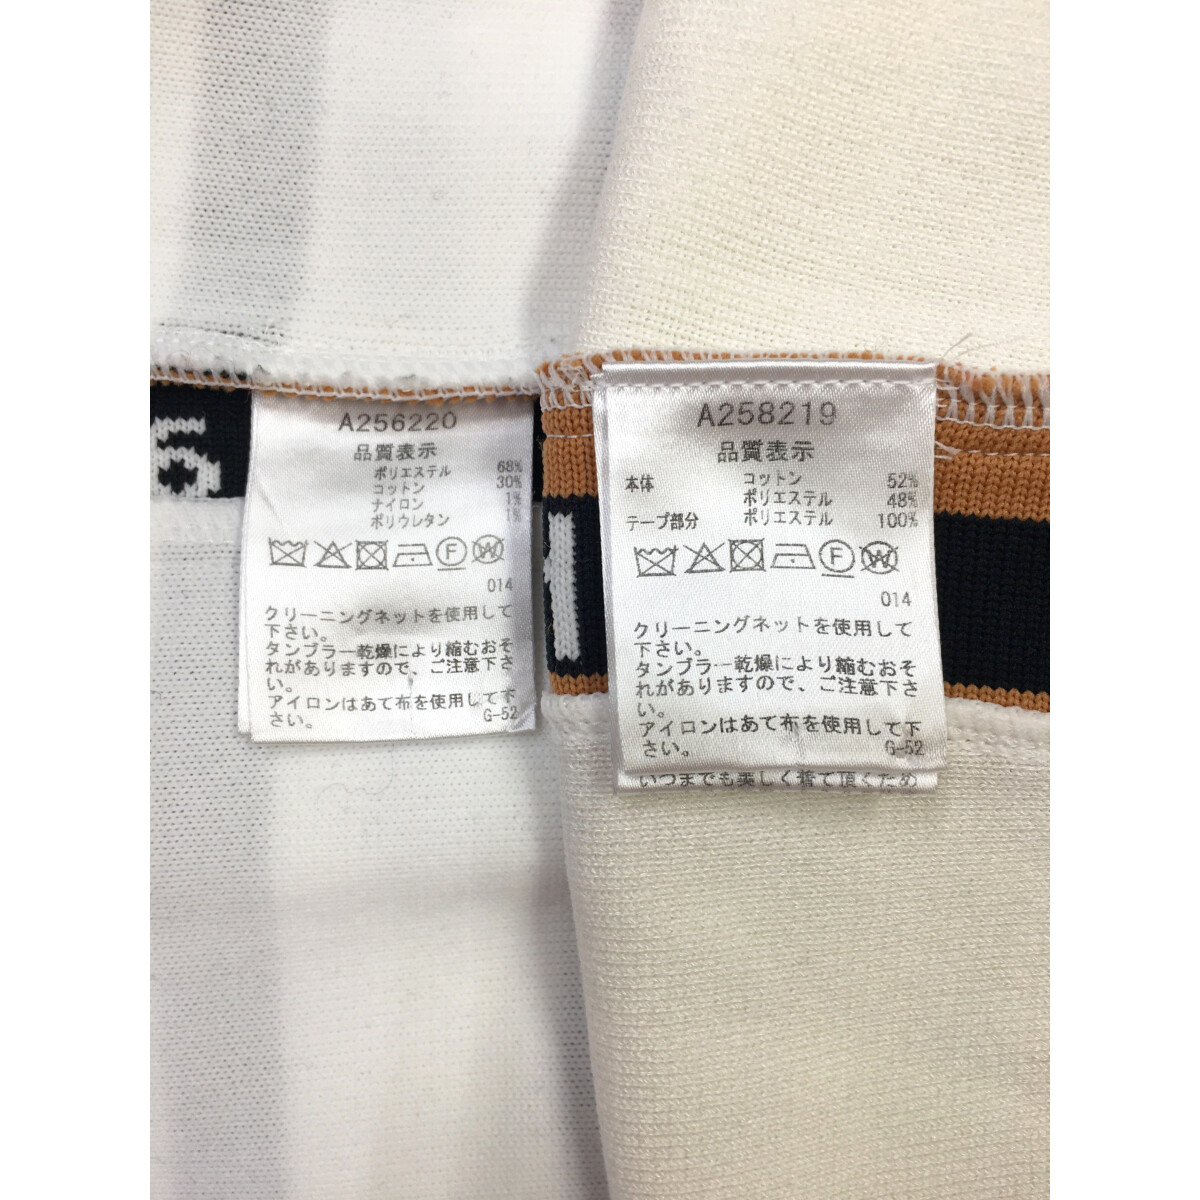 A256220
品質表示
ポリエステル 68%
コットン 30%
ナイロン 1%
ポリウレタン 1%
F W
014
クリーニングネットを使用して
下さい。
タンブラー乾燥により縮むおそ
れがありますので、ご注意下さ
い。
アイロンはあて布を使用して下
さい。
G-52
A258219
品質表示
本体 コットン 52%
ポリエステル 48%
テープ部分 ポリエステル 100%
F W
014
クリーニングネットを使用して
下さい。
タンブラー乾燥により縮むおそ
れがありますので、ご注意下さ
い。
アイロンはあて布を使用して下
さい。
G-52
いつまでも美しく着て頂くため